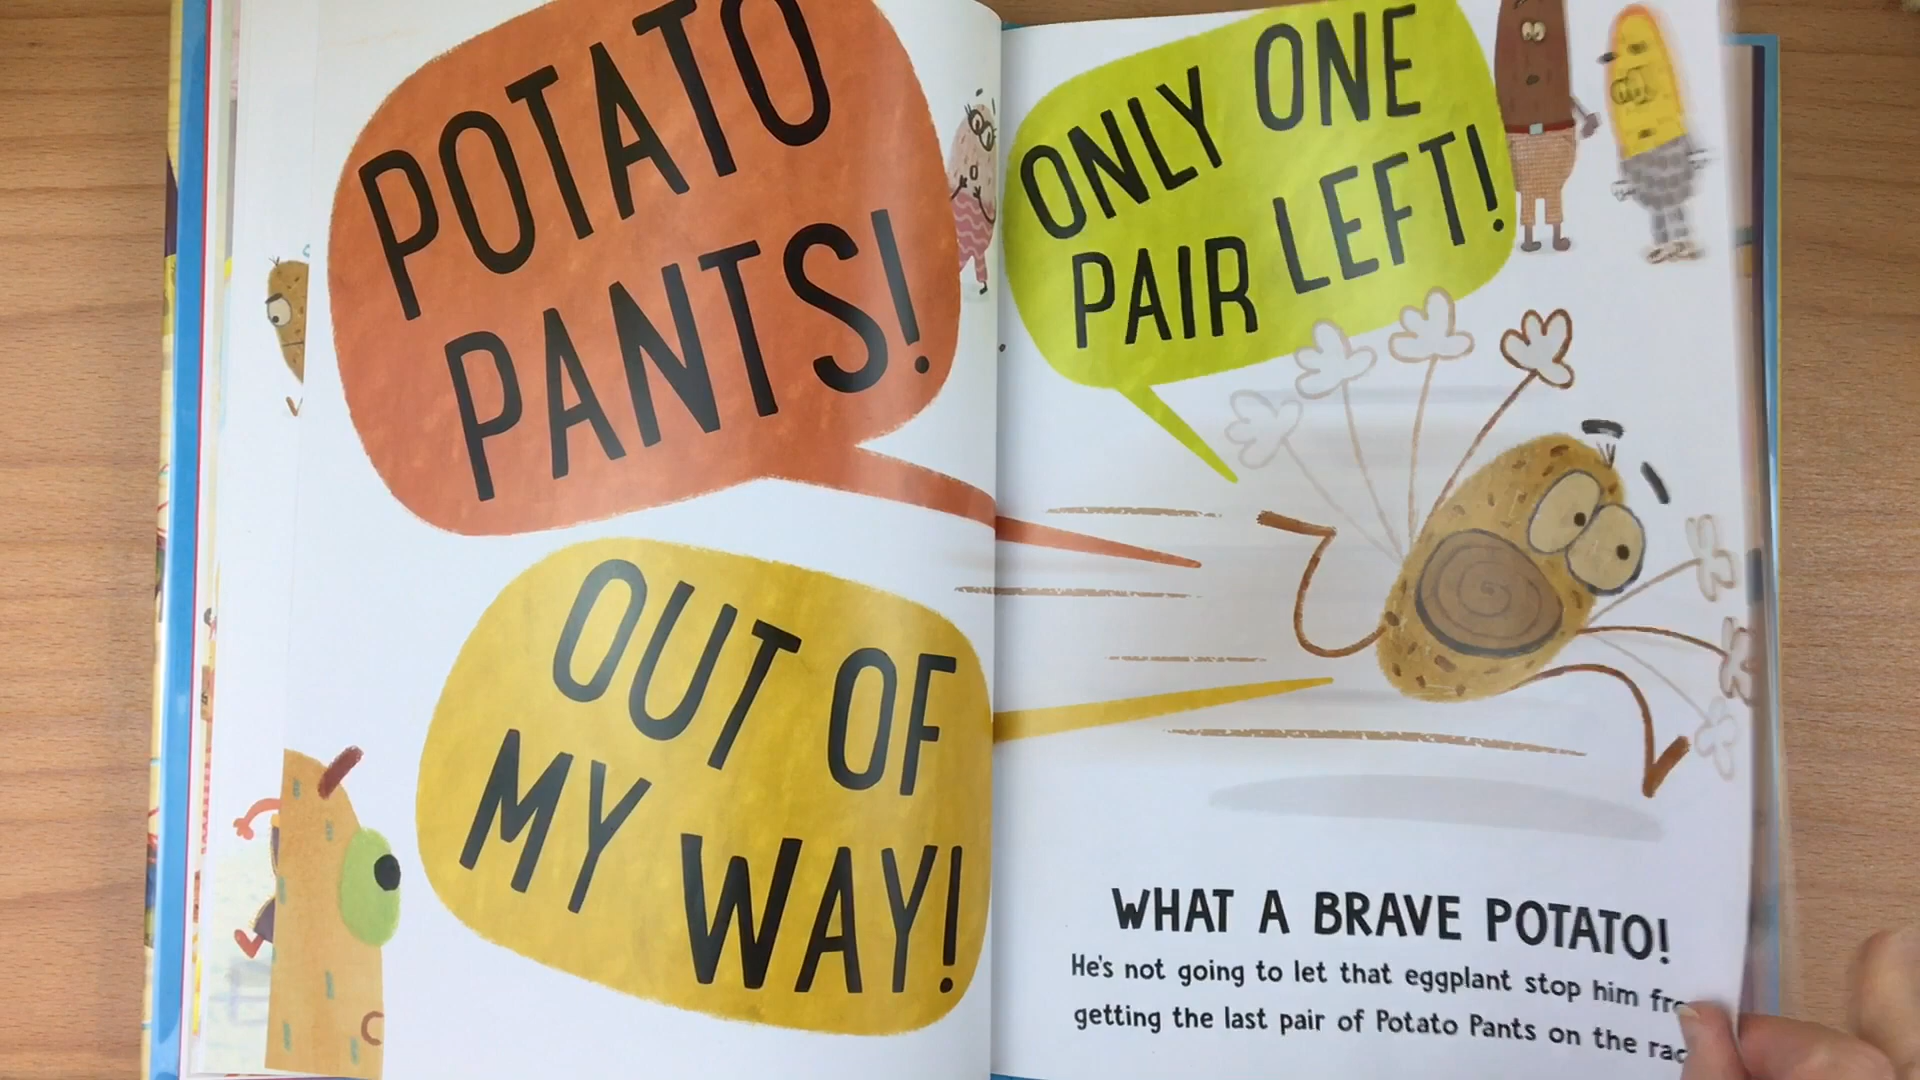 POTATO
PANTS!
OUT OF
MY WAY!
ONLY ONE
PAIR LEFT!
WHAT A BRAVE POTATO!
He's not going to let that eggplant stop him
getting the last pair of Potato Pants on the